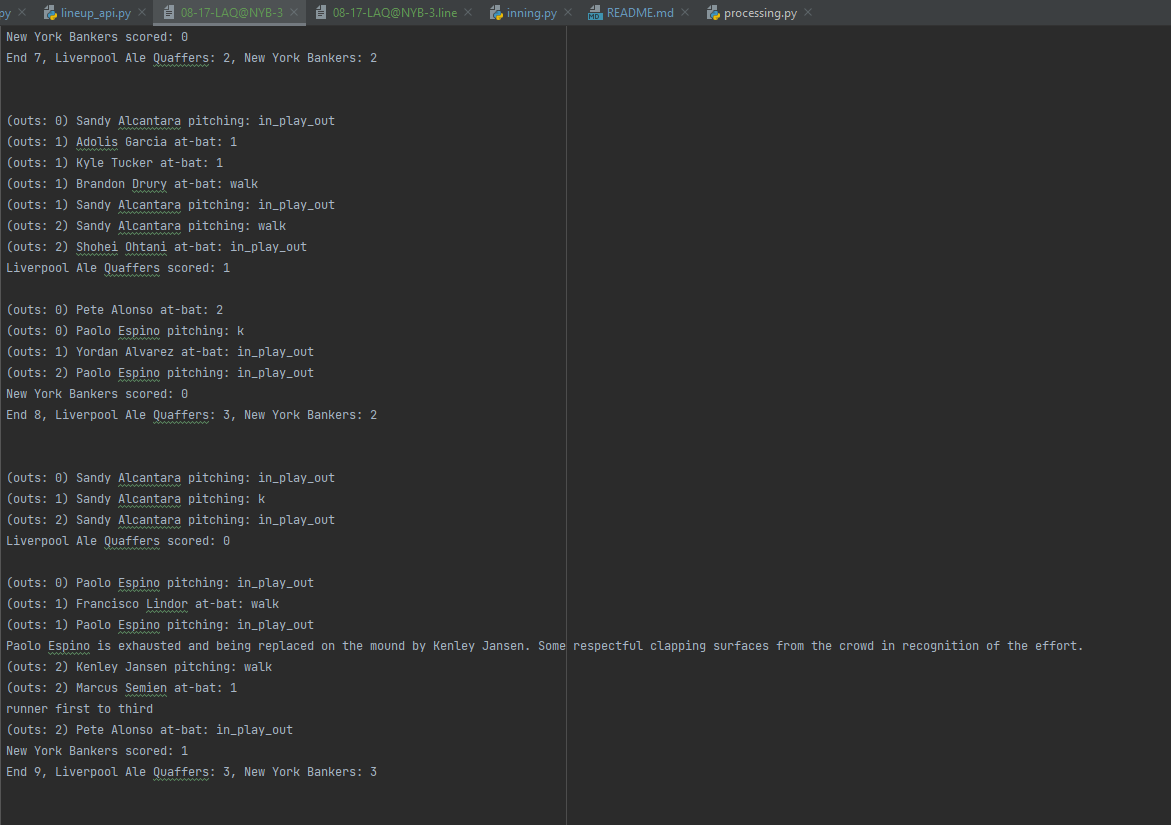 py
lineup_api.py
08-17-LAQ@NYB-3
08-17-LAQ@NYB-3.line
inning.py
README.md
processing.py
New York Bankers scored: 0
End 7, Liverpool Ale Quaffers: 2, New York Bankers: 2
(outs: 0) Sandy Alcantara pitching: in_play_out
(outs: 1) Adolis Garcia at-bat: 1
(outs: 1) Kyle Tucker at-bat: 1
(outs: 1) Brandon Drury at-bat: walk
(outs: 1) Sandy Alcantara pitching: in_play_out
(outs: 2) Sandy Alcantara pitching: walk
(outs: 2) Shohei Ohtani at-bat: in_play_out
Liverpool Ale Quaffers scored: 1
(outs: 0) Pete Alonso at-bat: 2
(outs: 0) Paolo Espino pitching: k
(outs: 1) Yordan Alvarez at-bat: in_play_out
(outs: 2) Paolo Espino pitching: in_play_out
New York Bankers scored: 0
End 8, Liverpool Ale Quaffers: 3, New York Bankers: 2
(outs: 0) Sandy Alcantara pitching: in_play_out
(outs: 1) Sandy Alcantara pitching: k
(outs: 2) Sandy Alcantara pitching: in_play_out
Liverpool Ale Quaffers scored: 0
(outs: 0) Paolo Espino pitching: in_play_out
(outs: 1) Francisco Lindor at-bat: walk
(outs: 1) Paolo Espino pitching: in_play_out
Paolo Espino is exhausted and being replaced on the mound by Kenley Jansen. Some respectful clapping surfaces from the crowd in recognition of the effort.
(outs: 2) Kenley Jansen pitching: walk
(outs: 2) Marcus Semien at-bat: 1
runner first to third
(outs: 2) Pete Alonso at-bat: in_play_out
New York Bankers scored: 1
End 9, Liverpool Ale Quaffers: 3, New York Bankers: 3